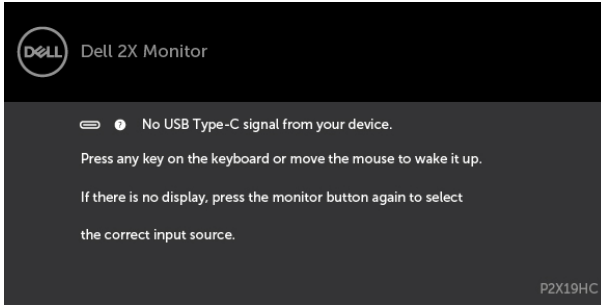 DELL
Dell 2X Monitor
? No USB Type-C signal from your device.
Press any key on the keyboard or move the mouse to wake it up.
If there is no display, press the monitor button again to select
the correct input source.
P2X19HC